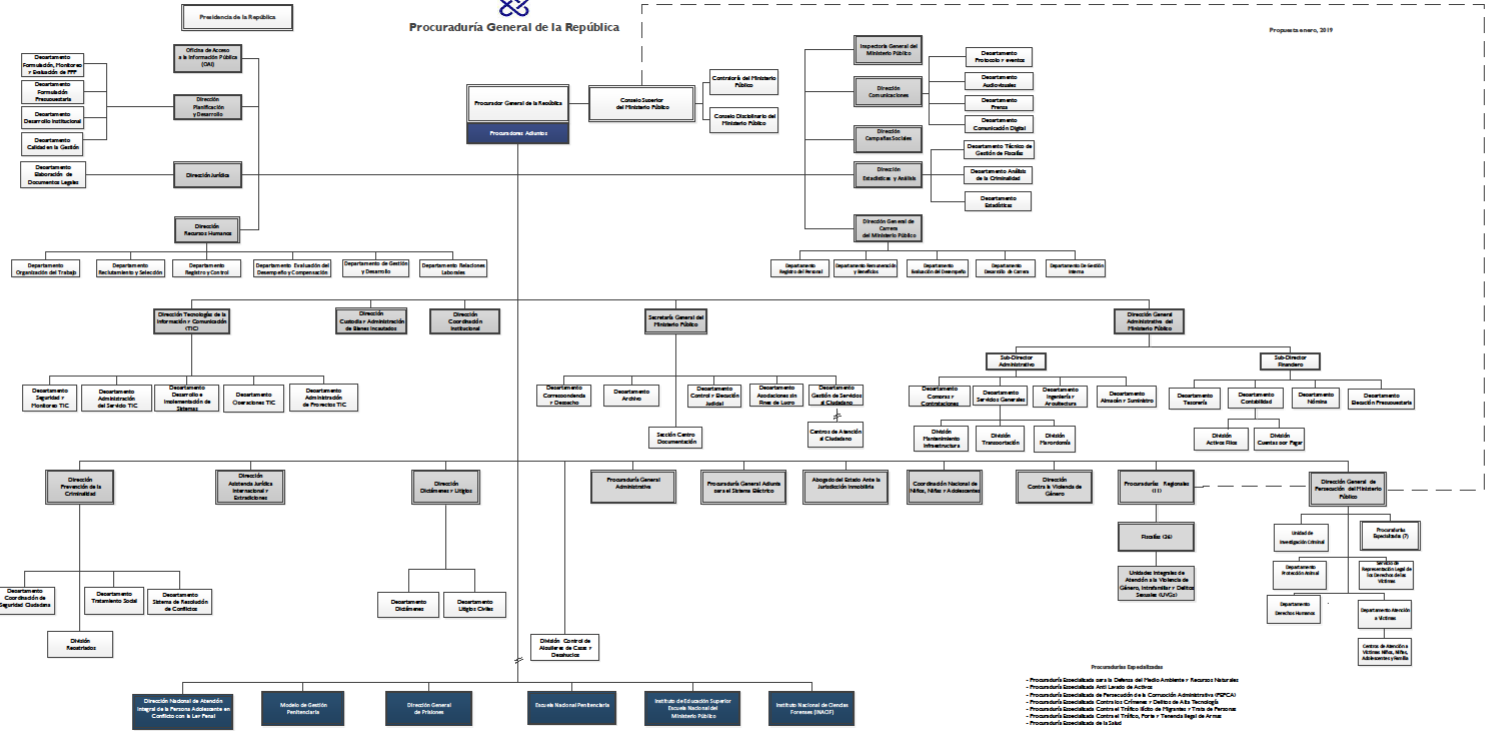 Presidencia de la República
Procuraduría General de la República
Propuesta enero, 2019
Oficina de Acceso
a la Información Pública
(OAI)
Departamento
Formulación, Monitoreo
y Evaluación de PPP
Departamento
Formulación
Presupuestaria
Departamento
Desarrollo Institucional
Departamento
Calidad en la Gestión
Dirección
Planificación
y Desarrollo
Departamento
Elaboración de
Documentos Legales
Dirección Jurídica
Dirección
Recursos Humanos
Procurador General de la República
Procuradores Adjuntos
Consejo Superior
del Ministerio Público
Contraloría del Ministerio
Público
Consejo Disciplinario del
Ministerio Público
Inspectoría General del
Ministerio Público
Dirección
Comunicaciones
Departamento
Protocolo y eventos
Departamento
Audiovisuales
Departamento
Prensa
Departamento
Comunicación Digital
Dirección
Campañas Sociales
Dirección
Estadísticas y Análisis
Departamento Técnico de
Gestión de Fiscalías
Departamento Análisis
de la Criminalidad
Departamento
Estadísticas
Dirección General de
Carrera
del Ministerio Público
Departamento
Organización del Trabajo
Departamento
Reclutamiento y Selección
Departamento
Registro y Control
Departamento Evaluación del
Desempeño y Compensación
Departamento de Gestión
y Desarrollo
Departamento Relaciones
Laborales
Departamento
Registro del Personal
Departamento Remuneración
y Beneficios
Departamento
Evaluación del Desempeño
Departamento
Desarrollo de Carrera
Departamento De Gestión
Interna
Dirección Tecnologías de la
Información y Comunicación
(TIC)
Dirección
Custodia y Administración
de Bienes Incautados
Dirección
Coordinación
Institucional
Secretaría General del
Ministerio Público
Dirección General
Administrativa del
Ministerio Público
Sub-Director
Administrativo
Sub-Director
Financiero
Departamento
Seguridad y
Monitoreo TIC
Departamento
Administración
del Servicio TIC
Departamento
Desarrollo e
Implementación de
Sistemas
Departamento
Operaciones TIC
Departamento
Administración
de Proyectos TIC
Departamento
Correspondencia
y Despacho
Departamento
Archivo
Departamento
Control y Ejecución
Judicial
Departamento
Asociaciones sin
Fines de Lucro
Departamento
Gestión de Servicios
al Ciudadano
Departamento
Compras y
Contrataciones
Departamento
Servicios Generales
Departamento
Ingeniería y
Arquitectura
Departamento
Almacén y Suministro
Departamento
Tesorería
Departamento
Contabilidad
Departamento
Nómina
Departamento
Ejecución Presupuestaria
Sección Centro
Documentación
Centros de Atención
al Ciudadano
División
Mantenimiento
Infraestructura
División
Transportación
División
Mayordomía
División
Activos Fijos
División
Cuentas por Pagar
Dirección
Prevención de la
Criminalidad
Dirección
Asistencia Jurídica
Internacional y
Extradiciones
Dirección
Dictámenes y Litigios
Procuraduría General
Administrativa
Procuraduría General Adjunta
para el Sistema Eléctrico
Abogado del Estado Ante la
Jurisdicción Inmobiliria
Coordinación Nacional de
Niños, Niñas y Adolescentes
Dirección
Contra la Violencia de
Género
Procuradurías Regionales
(11)
Dirección General de
Persecución del Ministerio
Público
Fiscalías (36)
Unidades Integrales de
Atención a la Violencia de
Género, Intrafamiliar y Delitos
Sexuales (UVGs)
Unidad de
Investigación Criminal
Procuradurías
Especializadas (7)
Departamento
Protección Animal
Servicio de
Representación Legal de
los Derechos de las
Víctimas
Departamento
Derechos Humanos
Departamento Atención
a Víctimas
Centros de Atención a
Víctimas Niños, Niñas,
Adolescentes y Familia
Departamento
Coordinación de
Seguridad Ciudadana
Departamento
Tratamiento Social
Departamento
Sistema de Resolución
de Conflictos
División
Repatriados
Departamento
Dictámenes
Departamento
Litigios Civiles
División Control de
Alquileres de Casas y
Desahucios
Dirección Nacional de Atención
Integral de la Persona Adolescente en
Conflicto con la Ley Penal
Modelo de Gestión
Penitenciaria
Dirección General
de Prisiones
Escuela Nacional Penitenciaria
Instituto de Educación Superior
Escuela Nacional del
Ministerio Público
Instituto Nacional de Ciencias
Forenses (INACIF)
Procuradurías Especializadas
- Procuraduría Especializada para la Defensa del Medio Ambiente y Recursos Naturales
- Procuraduría Especializada Anti Lavado de Activos
- Procuraduría Especializada de Persecución de la Corrupción Administrativa (PEPCA)
- Procuraduría Especializada Contra los Crímenes y Delitos de Alta Tecnología
- Procuraduría Especializada Contra el Tráfico Ilícito de Migrantes y Trata de Personas
- Procuraduría Especializada Contra el Tráfico, Porte y Tenencia Ilegal de Armas
- Procuraduría Especializada de la Salud